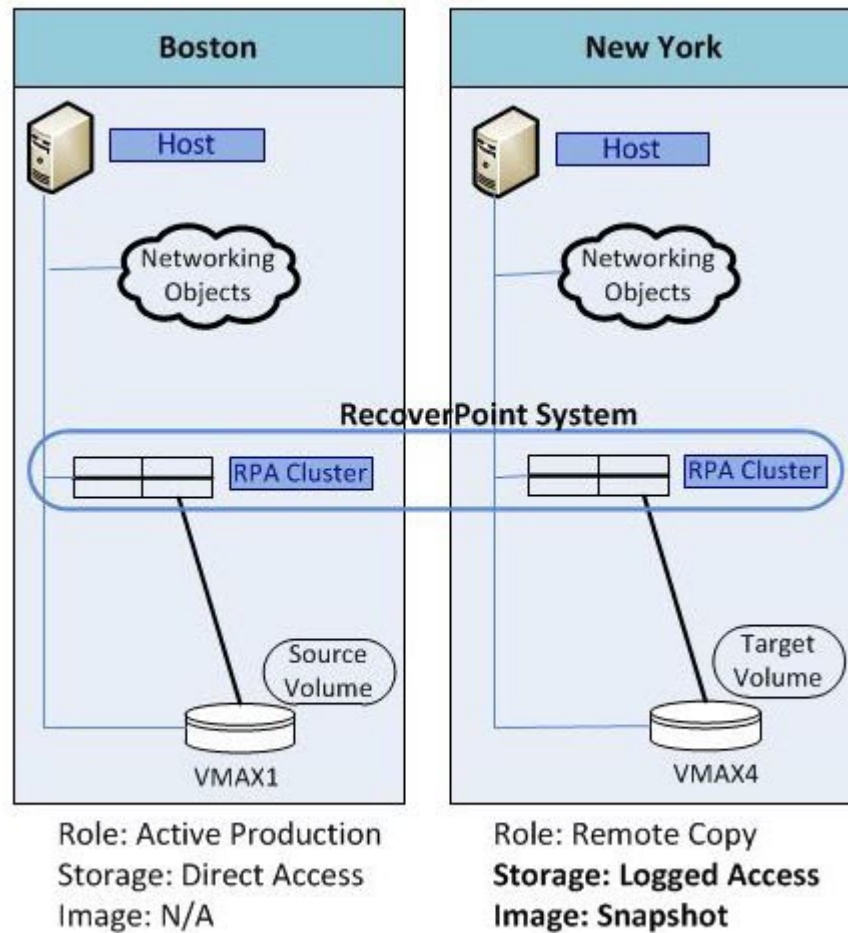 Boston
New York
Host
Host
Networking
Objects
Networking
Objects
RecoverPoint System
RPA Cluster
RPA Cluster
Source
Volume
Target
Volume
VMAX1
VMAX4
Role: Active Production
Storage: Direct Access
Image: N/A
Role: Remote Copy
Storage: Logged Access
Image: Snapshot